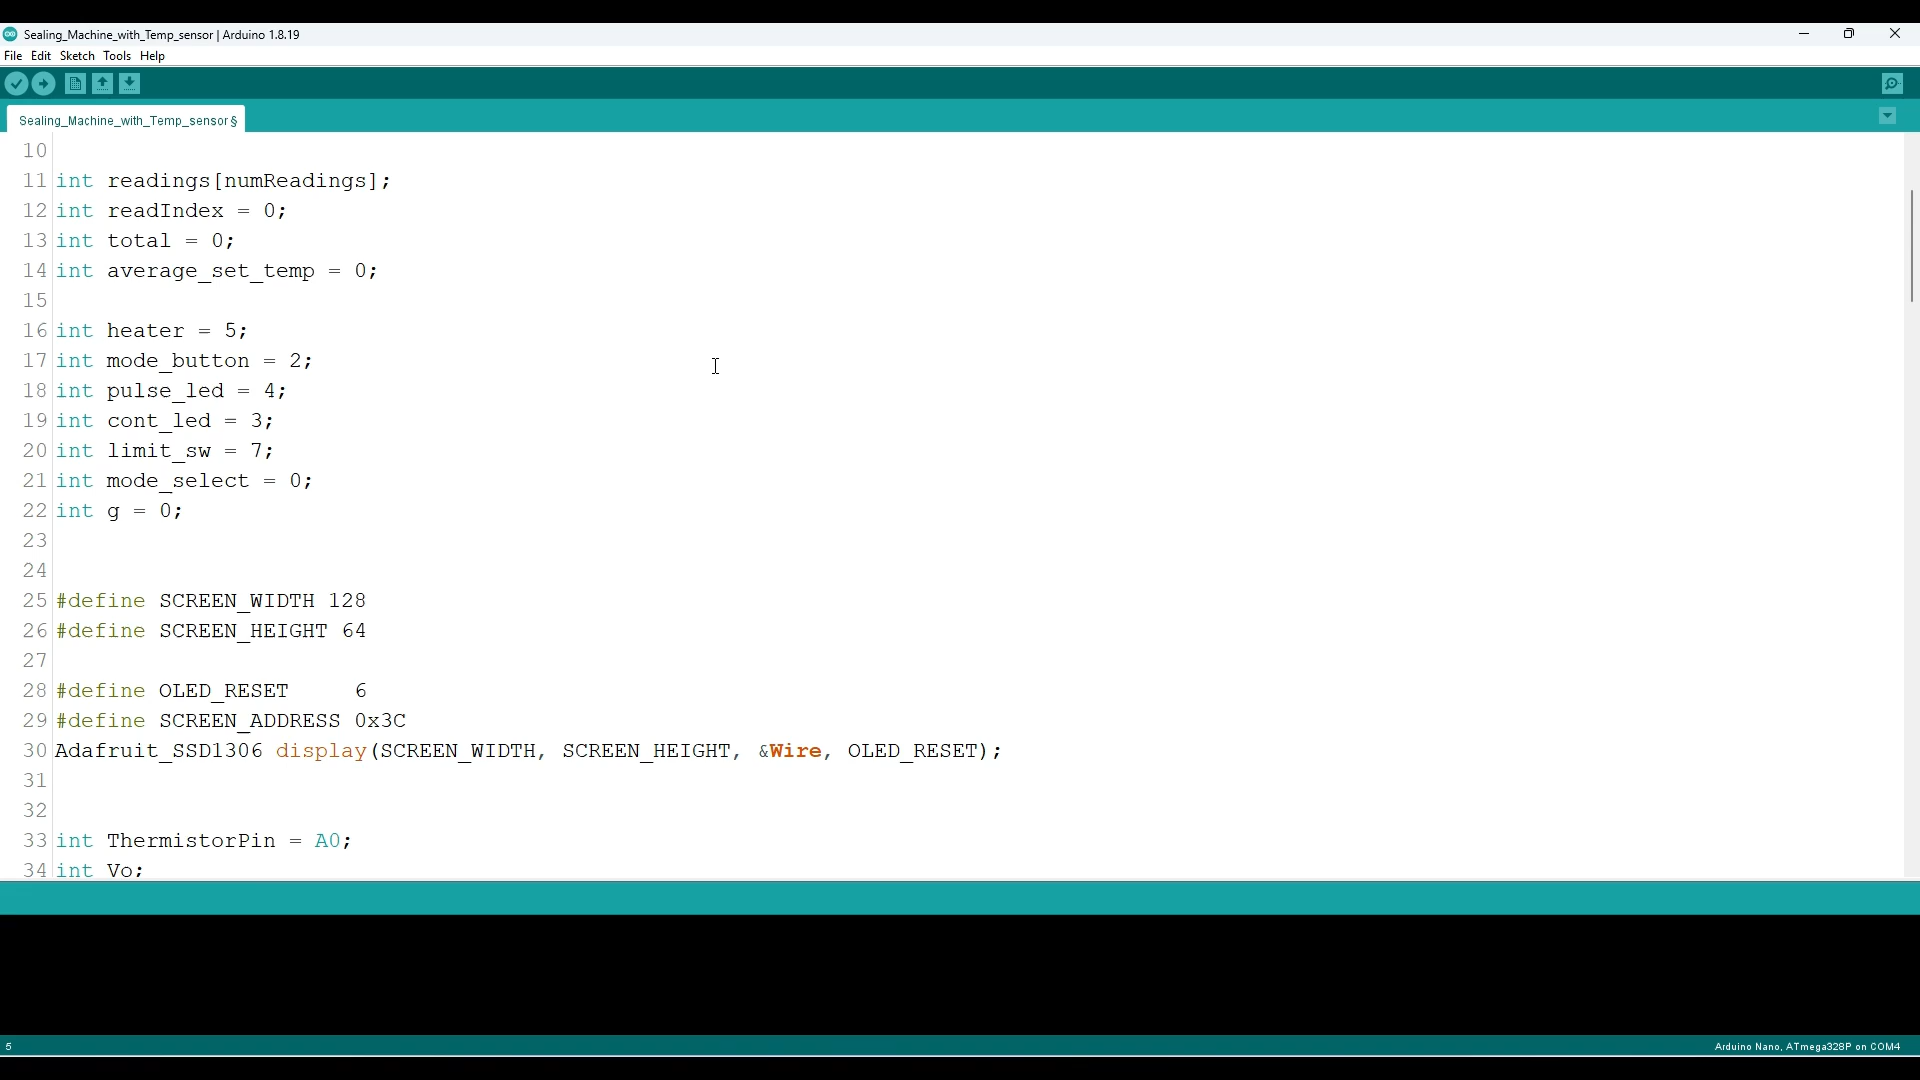 Sealing_Machine_with_Temp_sensor | Arduino 1.8.19
File Edit Sketch Tools Help
Sealing_Machine_with_Temp_sensor §
10
11 int readings[numReadings];
12 int readIndex = 0;
13 int total = 0;
14 int average_set_temp = 0;
15
16 int heater = 5;
17 int mode_button = 2;
18 int pulse_led = 4;
19 int cont_led = 3;
20 int limit_sw = 7;
21 int mode_select = 0;
22 int g = 0;
23
24
25 #define SCREEN_WIDTH 128
26 #define SCREEN_HEIGHT 64
27
28 #define OLED_RESET     6
29 #define SCREEN_ADDRESS 0x3C
30 Adafruit_SSD1306 display(SCREEN_WIDTH, SCREEN_HEIGHT, &Wire, OLED_RESET);
31
32
33 int ThermistorPin = A0;
34 int Vo;
5
Arduino Nano, ATmega328P on COM4